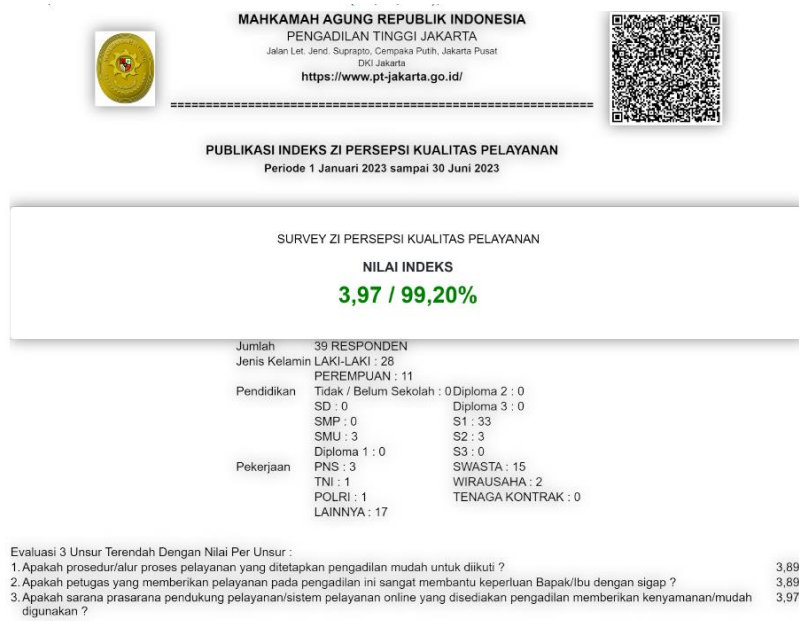 MAHKAMAH AGUNG REPUBLIK INDONESIA
PENGADILAN TINGGI JAKARTA
Jalan Let. Jend. Suprapto, Cempaka Putih, Jakarta Pusat
DKI Jakarta
https://www.pt-jakarta.go.id/
PUBLIKASI INDEKS ZI PERSEPSI KUALITAS PELAYANAN
Periode 1 Januari 2023 sampai 30 Juni 2023
SURVEY ZI PERSEPSI KUALITAS PELAYANAN
NILAI INDEKS
3,97 / 99,20%
Jumlah 39 RESPONDEN
Jenis Kelamin LAKI-LAKI : 28
PEREMPUAN : 11
Pendidikan Tidak / Belum Sekolah : 0 Diploma 2 : 0
SD : 0 Diploma 3 : 0
SMP : 0 S1 : 33
SMU : 3 S2 : 3
Diploma 1 : 0 S3 : 0
Pekerjaan PNS : 3 SWASTA : 15
TNI : 1 WIRAUSAHA : 2
POLRI : 1 TENAGA KONTRAK : 0
LAINNYA : 17
Evaluasi 3 Unsur Terendah Dengan Nilai Per Unsur :
1. Apakah prosedur/alur proses pelayanan yang ditetapkan pengadilan mudah untuk diikuti ? 3,89
2. Apakah petugas yang memberikan pelayanan pada pengadilan ini sangat membantu keperluan Bapak/Ibu dengan sigap ? 3,89
3. Apakah sarana prasarana pendukung pelayanan/sistem pelayanan online yang disediakan pengadilan memberikan kenyamanan/mudah 3,97
digunakan ?